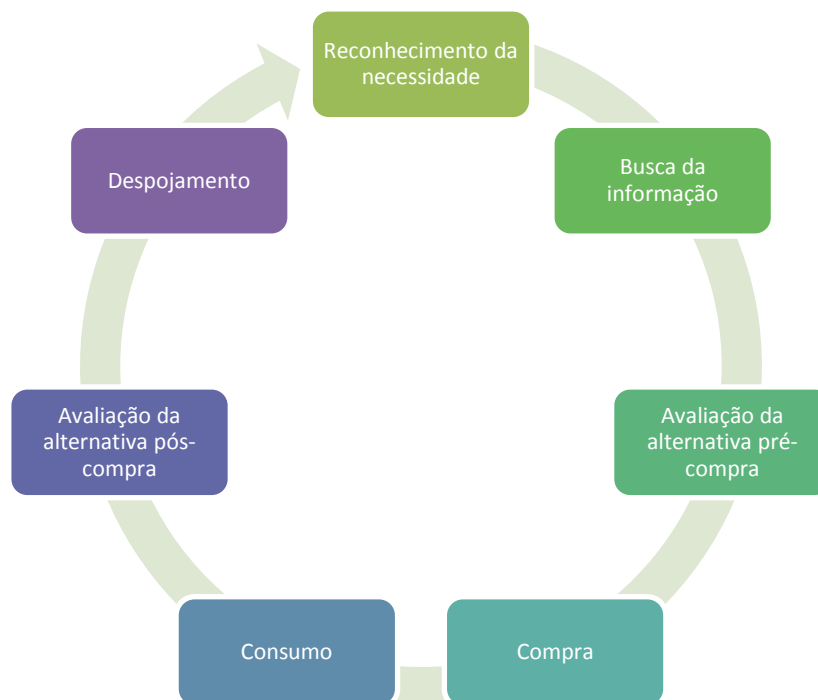 Reconhecimento da
necessidade
Busca da
informação
Avaliação da
alternativa pré-
compra
Compra
Consumo
Avaliação da
alternativa pós-
compra
Despojamento